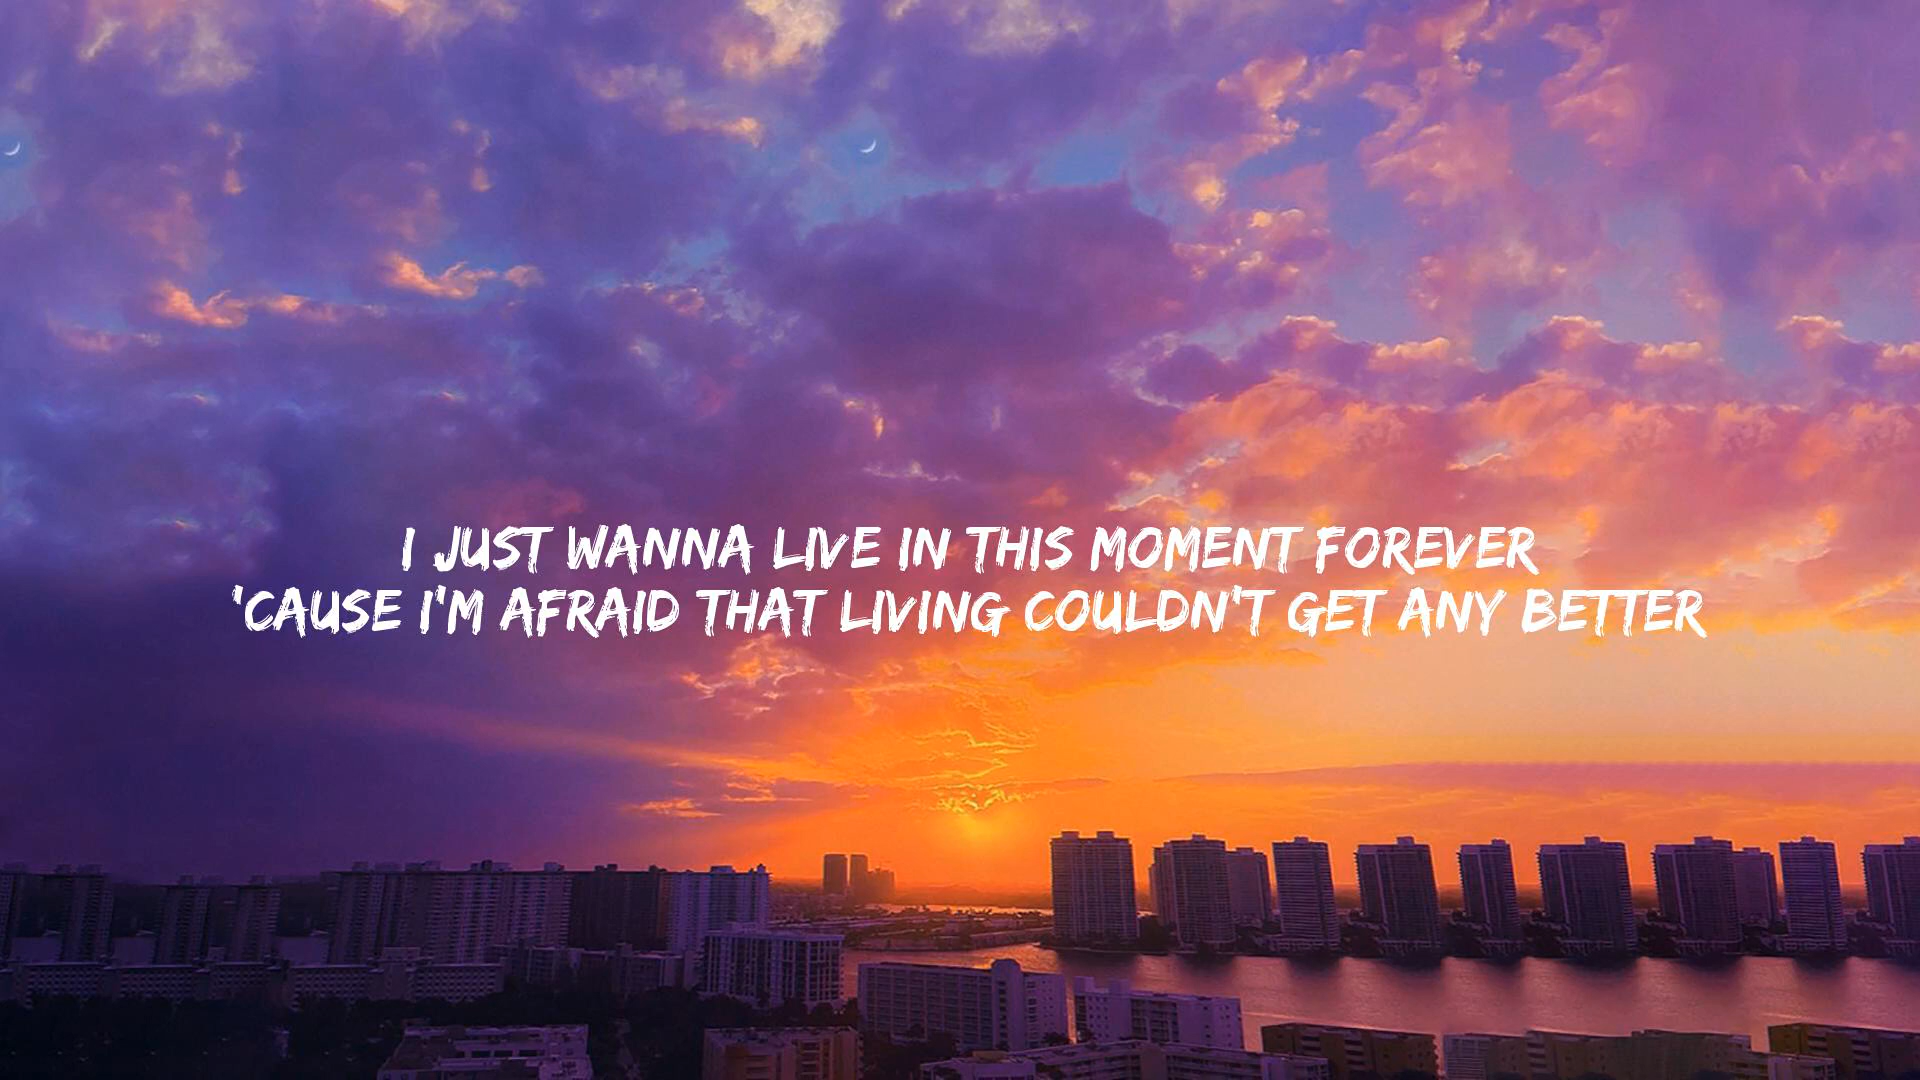 I JUST WANNA LIVE IN THIS MOMENT FOREVER
'CAUSE I'M AFRAID THAT LIVING COULDN'T GET ANY BETTER